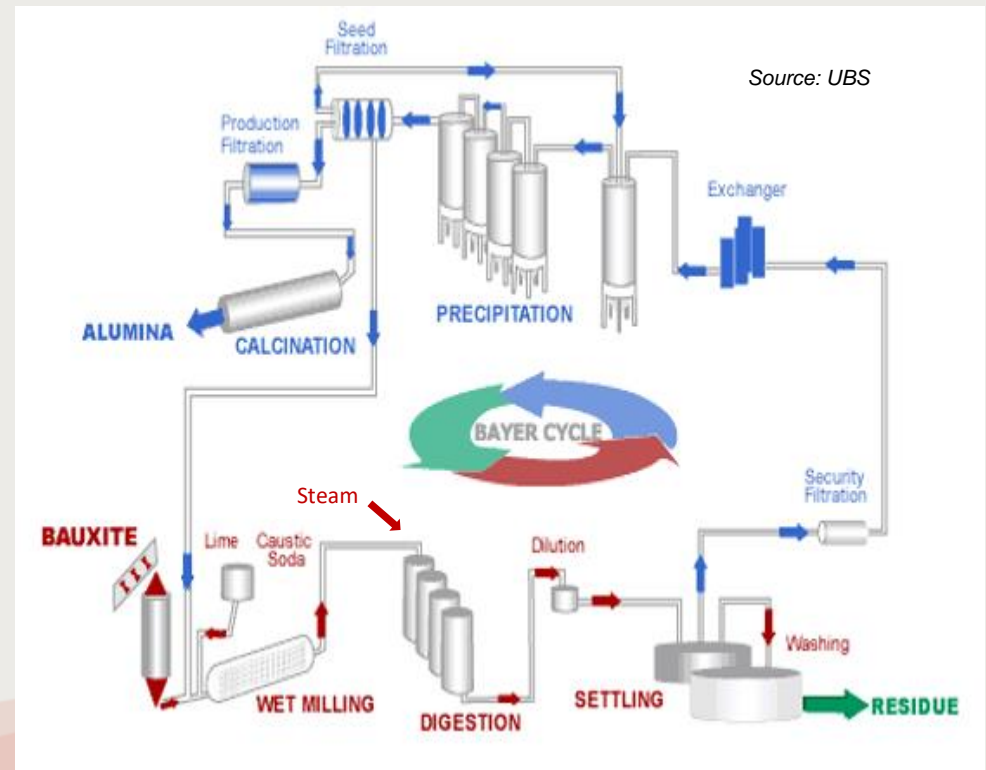 Seed
Filtration
Source: UBS
Production
Filtration
Exchanger
PRECIPITATION
ALUMINA
CALCINATION
BAYER CYCLE
Security
Filtration
Steam
BAUXITE
Lime
Caustic
Soda
Dilution
Washing
WET MILLING
SETTLING
RESIDUE
DIGESTION